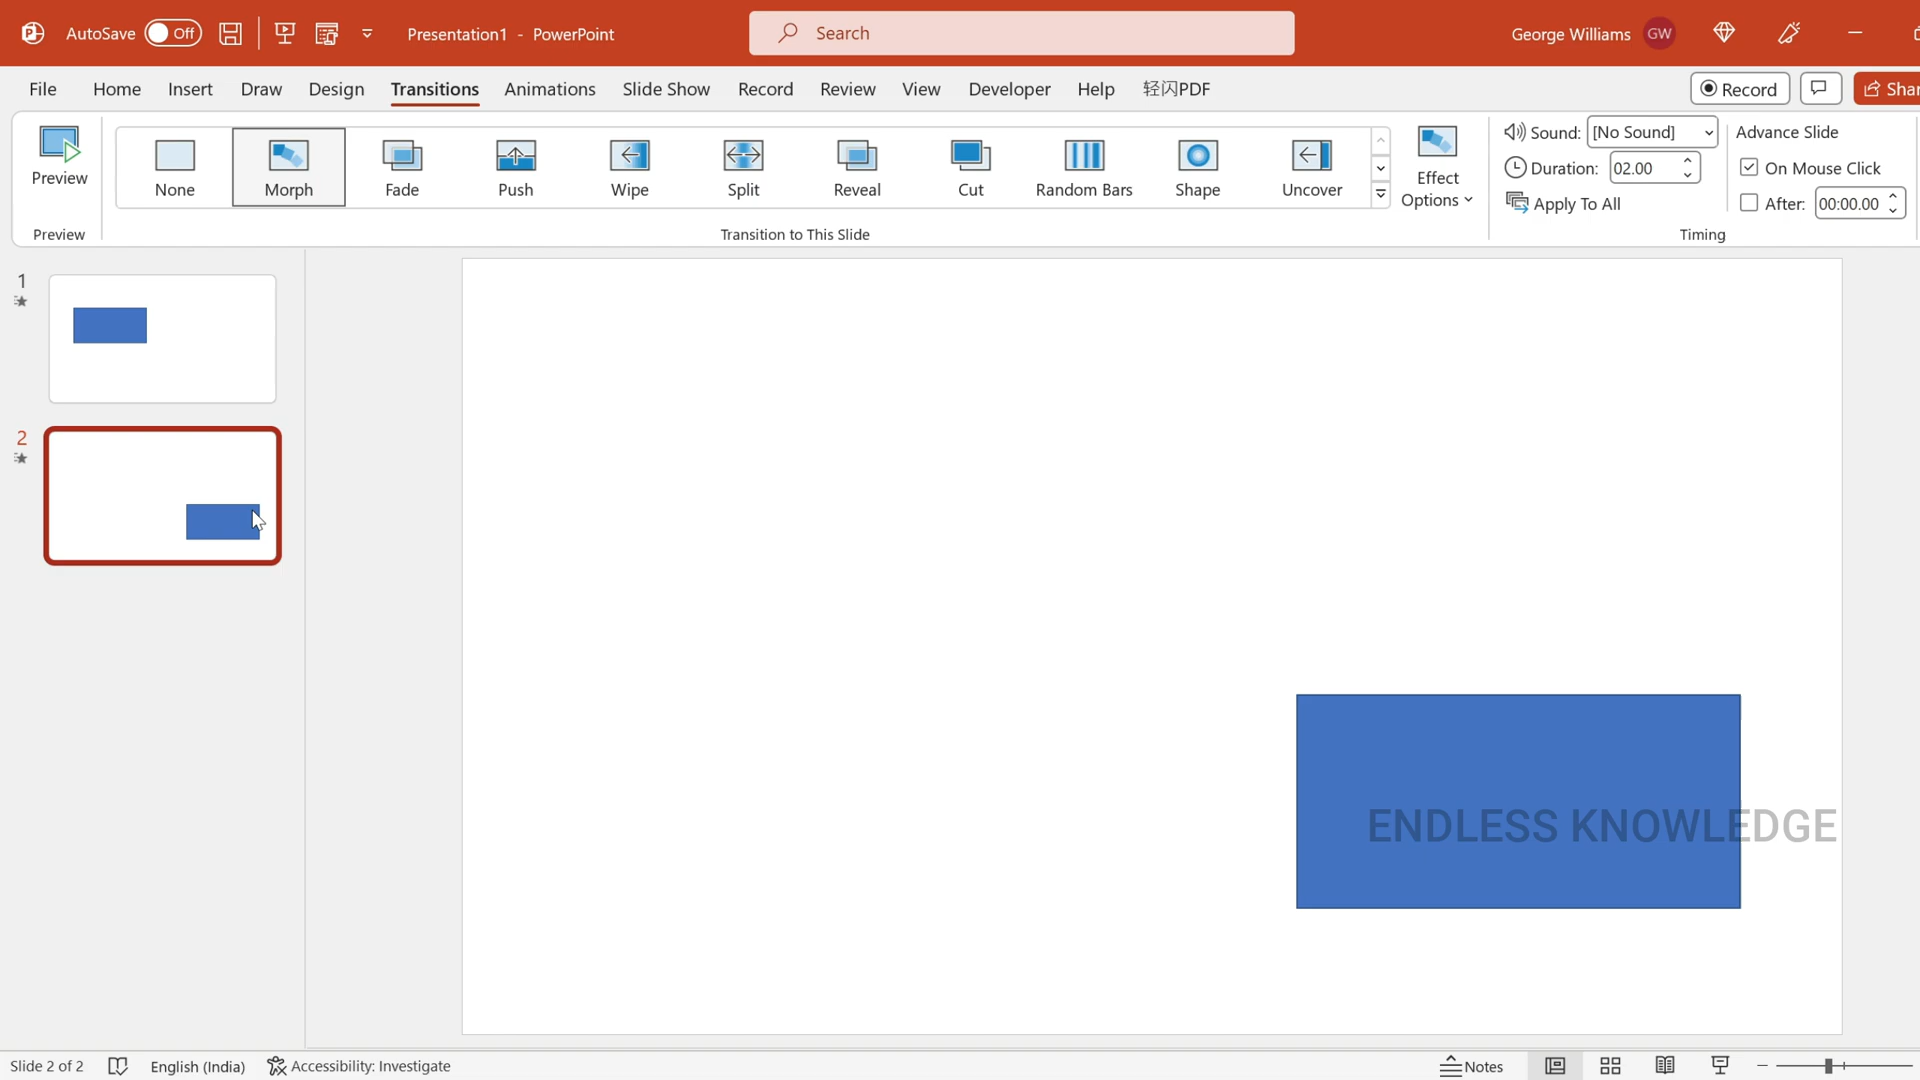 AutoSave Off Presentation1 - PowerPoint Search George Williams GW
File Home Insert Draw Design Transitions Animations Slide Show Record Review View Developer Help 轻闪PDF Record Shar
Preview None Morph Fade Push Wipe Split Reveal Cut Random Bars Shape Uncover Effect Options
Sound: [No Sound] Advance Slide
Duration: 02.00 On Mouse Click
Apply To All After: 00:00.00
Preview Transition to This Slide Timing
1
2
ENDLESS KNOWLEDGE
Slide 2 of 2 English (India) Accessibility: Investigate Notes